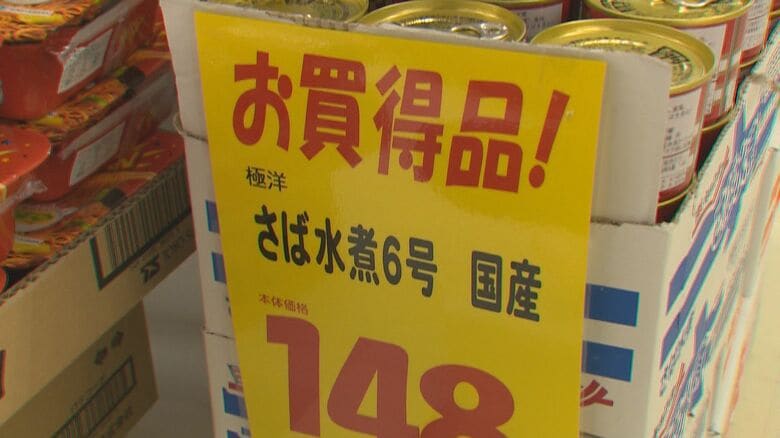 お買得品!
極洋
さば水煮6号 国産
本体価格
148